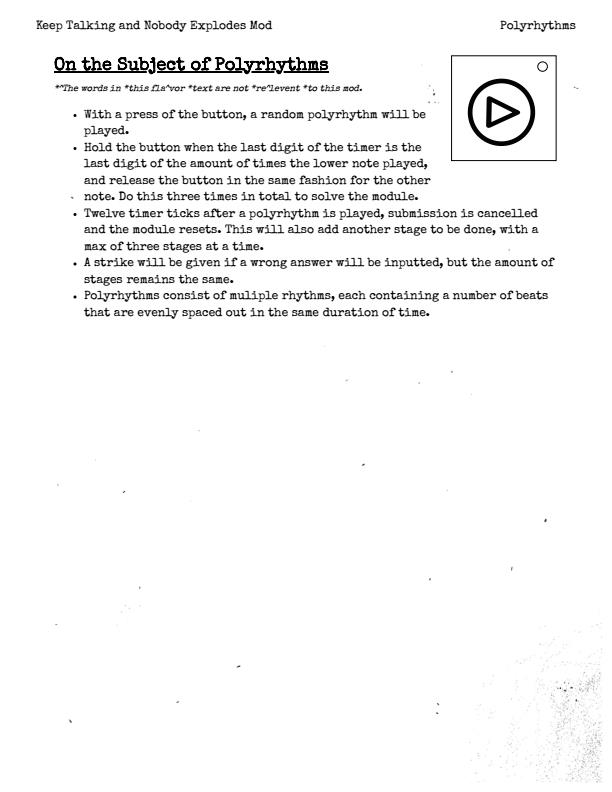 Keep Talking and Nobody Explodes Mod
Polyrhythms
On the Subject of Polyrhythms
*^The words in *this fla^vor *text are not *re^levent *to this mod.
• With a press of the button, a random polyrhythm will be
played.
• Hold the button when the last digit of the timer is the
last digit of the amount of times the lower note played,
and release the button in the same fashion for the other
note. Do this three times in total to solve the module.
• Twelve timer ticks after a polyrhythm is played, submission is cancelled
and the module resets. This will also add another stage to be done, with a
max of three stages at a time.
• A strike will be given if a wrong answer will be inputted, but the amount of
stages remains the same.
• Polyrhythms consist of muliple rhythms, each containing a number of beats
that are evenly spaced out in the same duration of time.